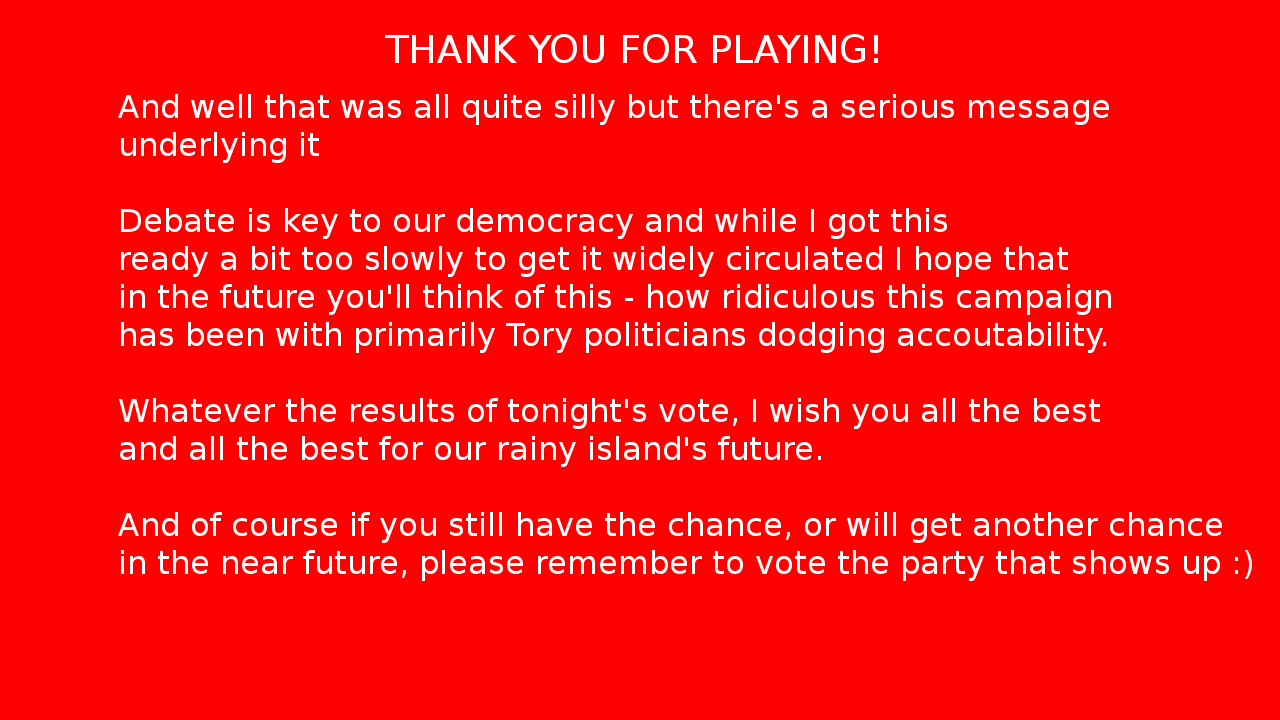 THANK YOU FOR PLAYING!
And well that was all quite silly but there's a serious message
underlying it
Debate is key to our democracy and while I got this
ready a bit too slowly to get it widely circulated I hope that
in the future you'll think of this - how ridiculous this campaign
has been with primarily Tory politicians dodging accoutability.
Whatever the results of tonight's vote, I wish you all the best
and all the best for our rainy island's future.
And of course if you still have the chance, or will get another chance
in the near future, please remember to vote the party that shows up :)